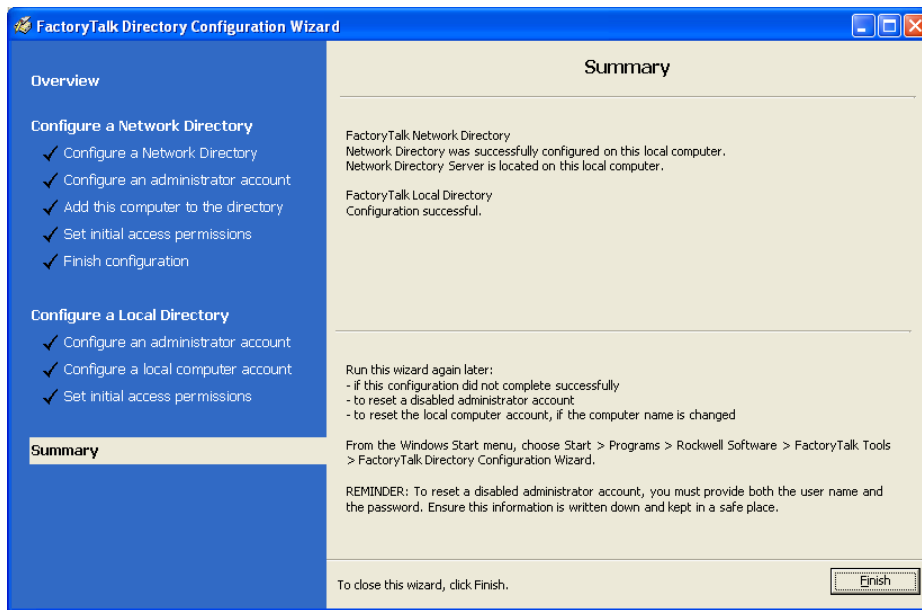 FactoryTalk Directory Configuration Wizard
Overview
Configure a Network Directory
Configure a Network Directory
Configure an administrator account
Add this computer to the directory
Set initial access permissions
Finish configuration
Configure a Local Directory
Configure an administrator account
Configure a local computer account
Set initial access permissions
Summary
Summary
FactoryTalk Network Directory
Network Directory was successfully configured on this local computer.
Network Directory Server is located on this local computer.
FactoryTalk Local Directory
Configuration successful.
Run this wizard again later:
- if this configuration did not complete successfully
- to reset a disabled administrator account
- to reset the local computer account, if the computer name is changed
From the Windows Start menu, choose Start > Programs > Rockwell Software > FactoryTalk Tools
> FactoryTalk Directory Configuration Wizard.
REMINDER: To reset a disabled administrator account, you must provide both the user name and
the password. Ensure this information is written down and kept in a safe place.
To close this wizard, click Finish.
Finish